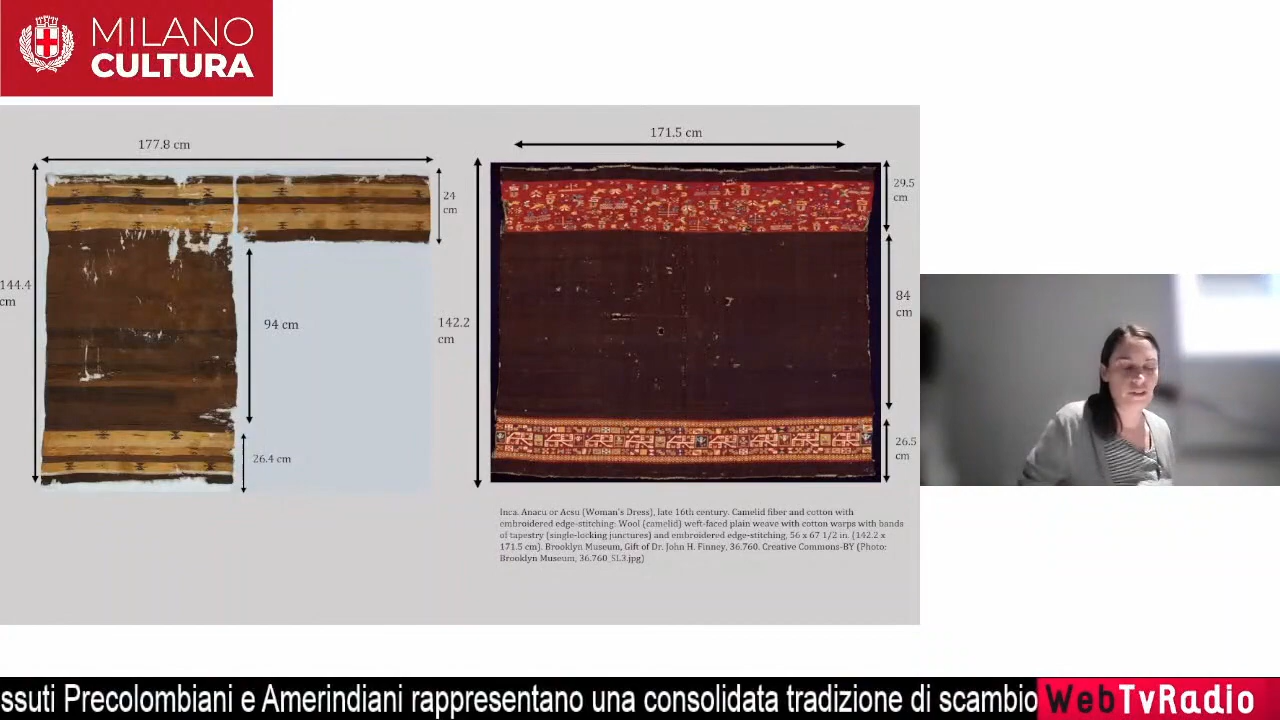 MILANO
CULTURA
177.8 cm
24
cm
144.4
cm
94 cm
26.4 cm
171.5 cm
29.5
cm
142.2
cm
84
cm
26.5
cm
Inca. Anacu or Acsu (Woman's Dress), late 16th century. Camelid fiber and cotton with
embroidered edge-stitching: Wool (camelid) weft-faced plain weave with cotton warps with bands
of tapestry (single-locking junctures) and embroidered edge-stitching, 56 x 67 1/2 in. (142.2 x
171.5 cm). Brooklyn Museum, Gift of Dr. John H. Finney, 36.760. Creative Commons-BY (Photo:
Brooklyn Museum, 36.760_SL3.jpg)
ssuti Precolombiani e Amerindiani rappresentano una consolidata tradizione di scambio
WebTvRadio